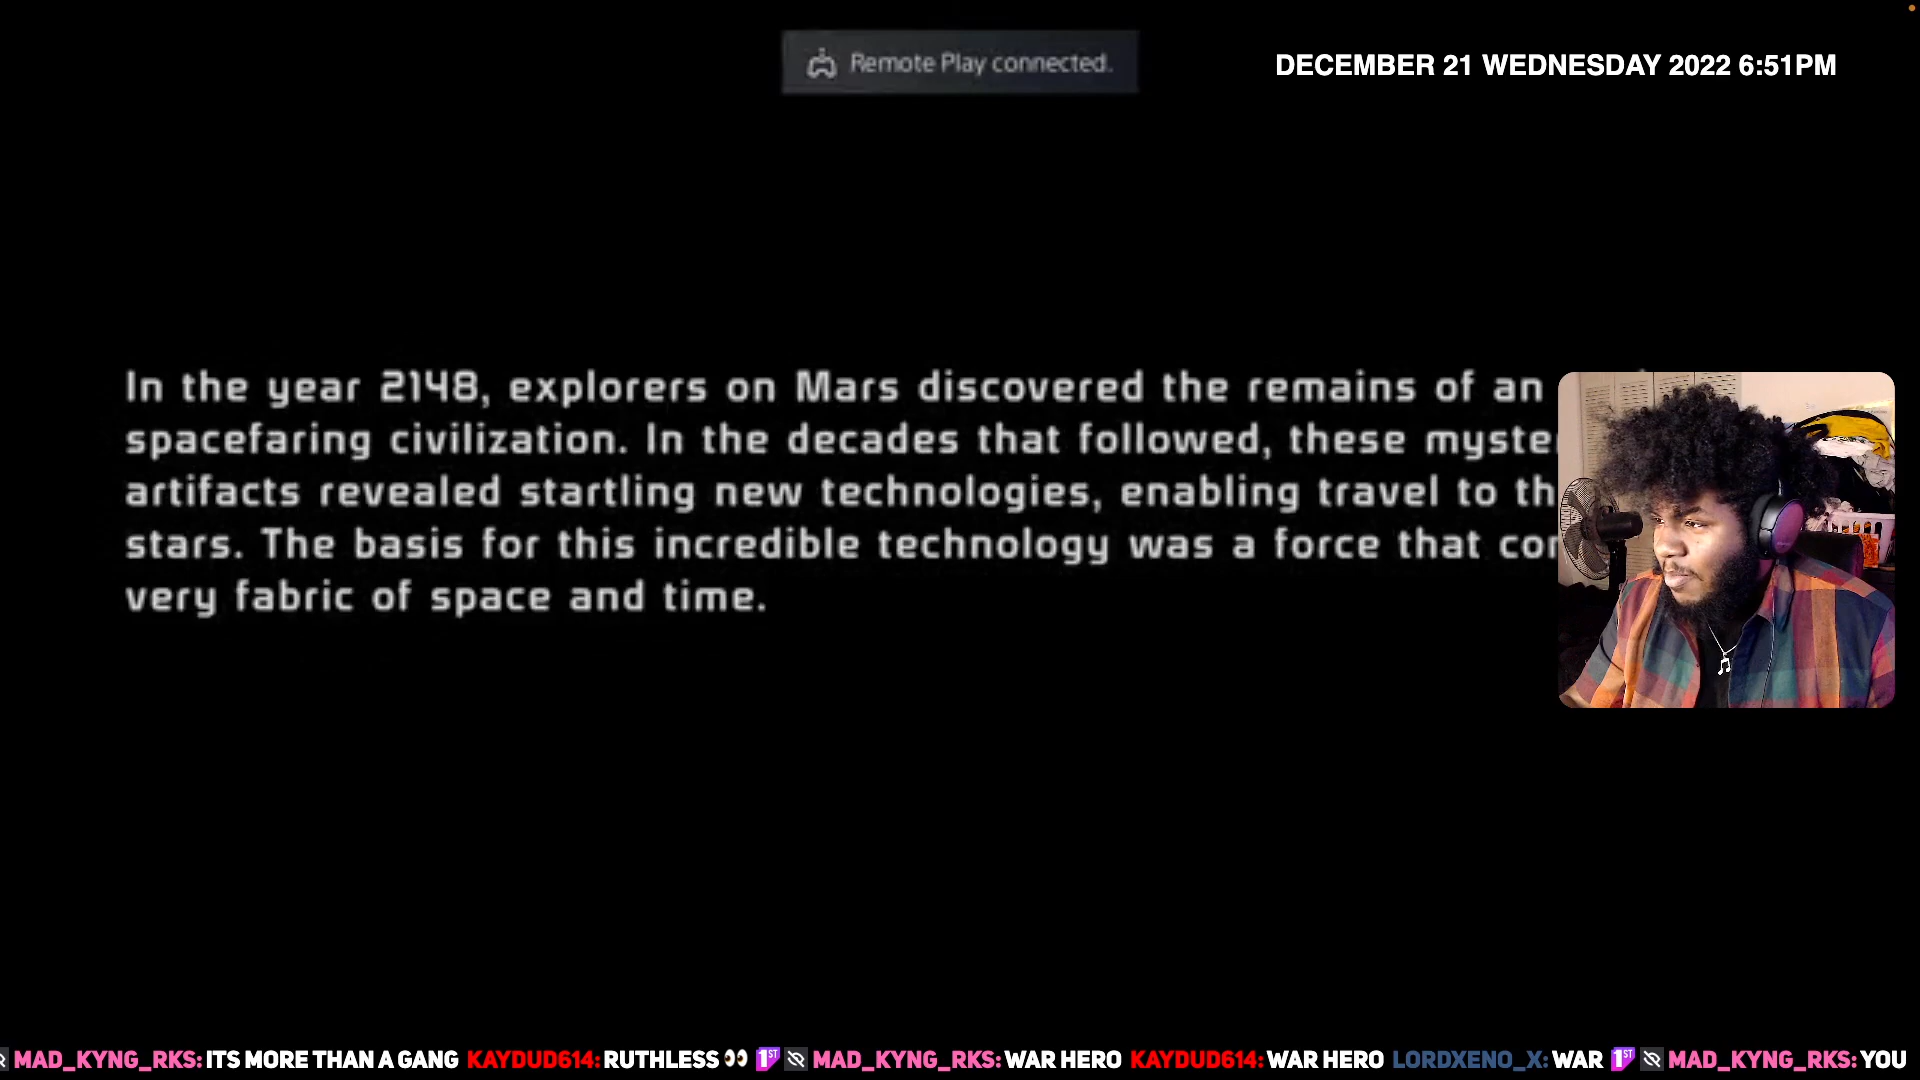 Remote Play connected.
DECEMBER 21 WEDNESDAY 2022 6:51PM
In the year 2148, explorers on Mars discovered the remains of an
spacefaring civilization. In the decades that followed, these
artifacts revealed startling new technologies, enabling travel to
stars. The basis for this incredible technology was a force that
very fabric of space and time.
MAD_KYNG_RKS: ITS MORE THAN A GANG KAYDUD614: RUTHLESS 👀 1ST MAD_KYNG_RKS: WAR HERO KAYDUD614: WAR HERO LORDXENO_X: WAR 1ST MAD_KYNG_RKS: YOU